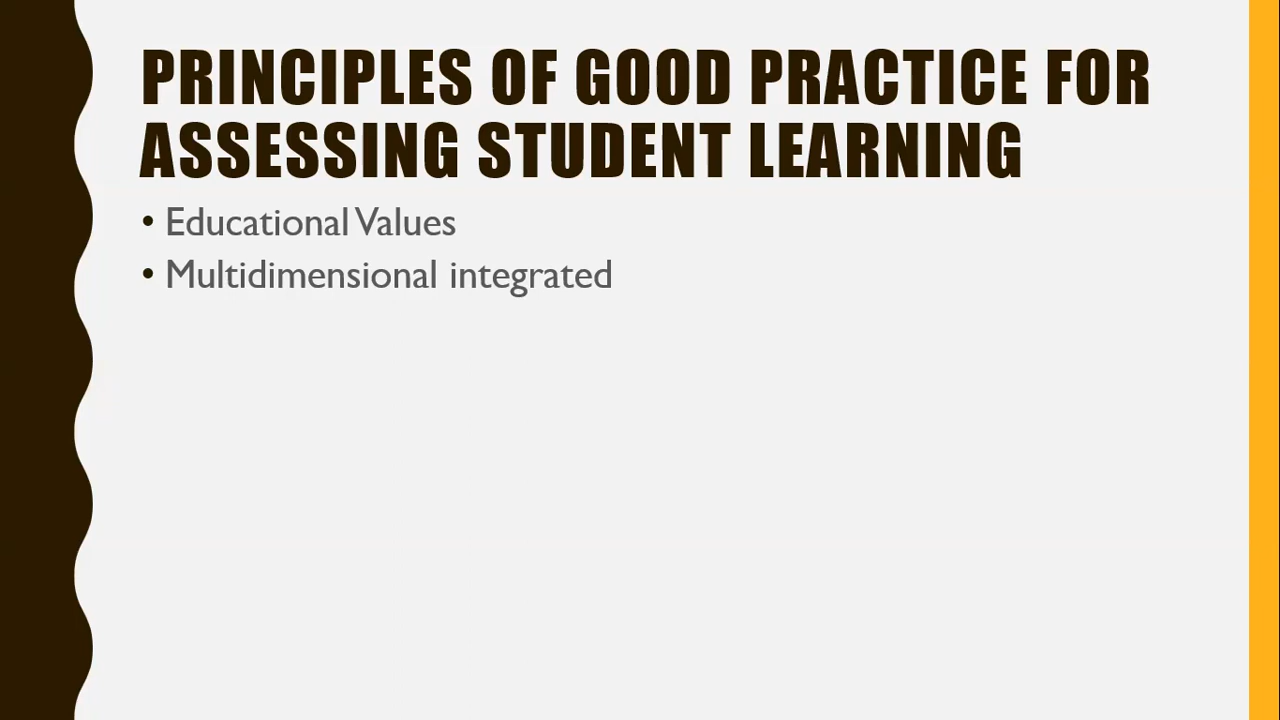 PRINCIPLES OF GOOD PRACTICE FOR
ASSESSING STUDENT LEARNING
• Educational Values
• Multidimensional integrated